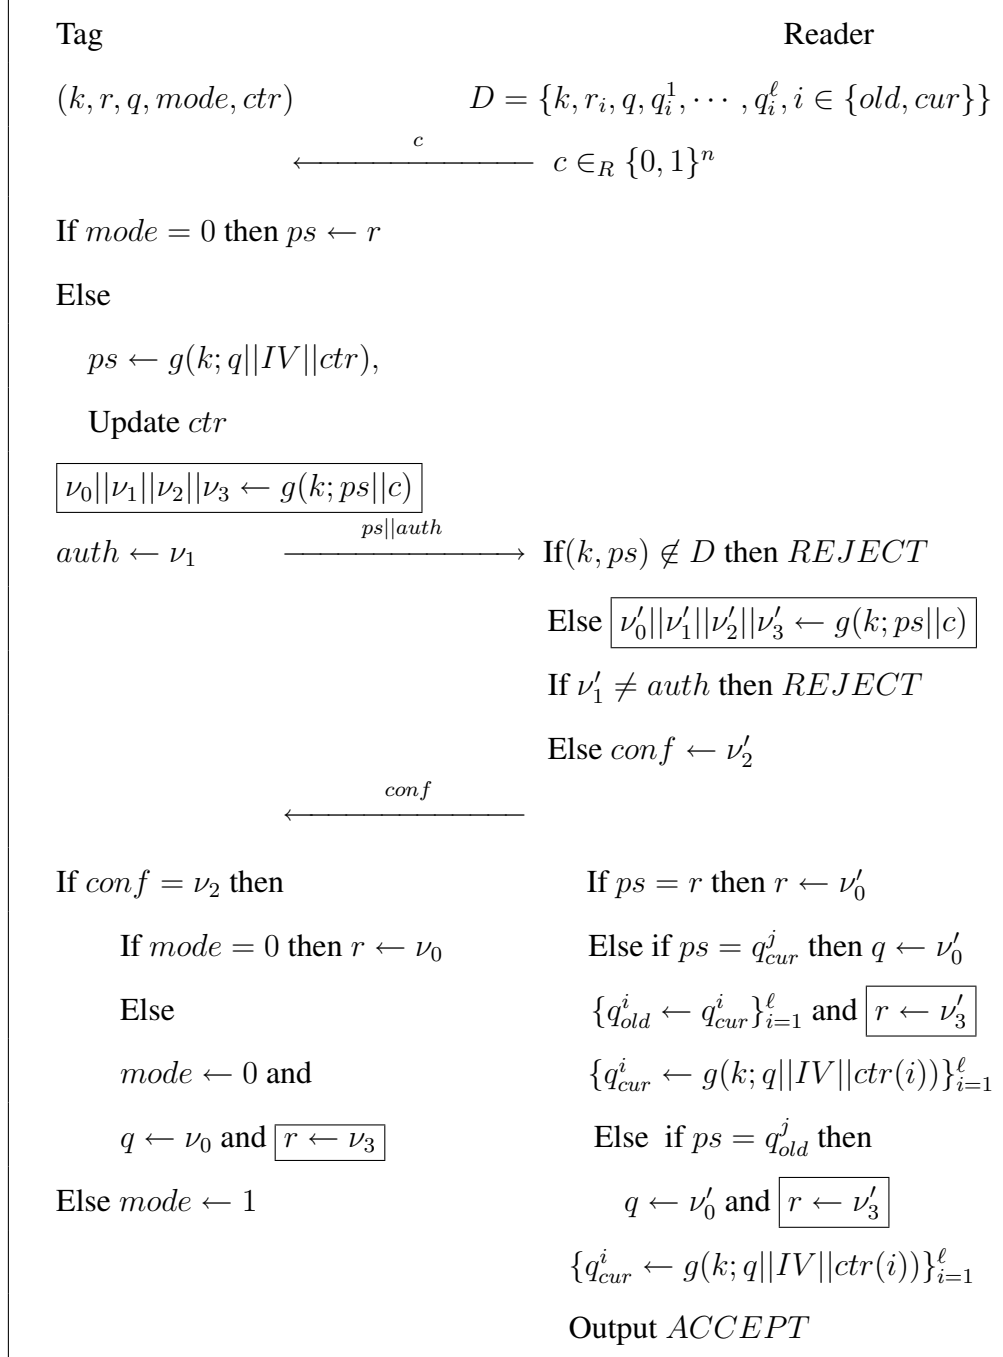 Tag Reader
(k, r, q, mode, ctr) D = {k, r_i, q, q_i^1, ⋯ , q_i^ℓ, i ∈ {old, cur}}
c
← c ∈_R {0, 1}^n
If mode = 0 then ps ← r
Else
ps ← g(k; q||IV||ctr),
Update ctr
ν_0||ν_1||ν_2||ν_3 ← g(k; ps||c)
ps||auth
auth ← ν_1 → If(k, ps) ∉ D then REJECT
Else ν′_0||ν′_1||ν′_2||ν′_3 ← g(k; ps||c)
If ν′_1 ≠ auth then REJECT
Else conf ← ν′_2
conf
←
If conf = ν_2 then If ps = r then r ← ν′_0
If mode = 0 then r ← ν_0 Else if ps = q_cur^j then q ← ν′_0
Else {q_old^i ← q_cur^i}_{i=1}^ℓ and r ← ν′_3
mode ← 0 and {q_cur^i ← g(k; q||IV||ctr(i))}_{i=1}^ℓ
q ← ν_0 and r ← ν_3 Else if ps = q_old^j then
Else mode ← 1 q ← ν′_0 and r ← ν′_3
{q_cur^i ← g(k; q||IV||ctr(i))}_{i=1}^ℓ
Output ACCEPT